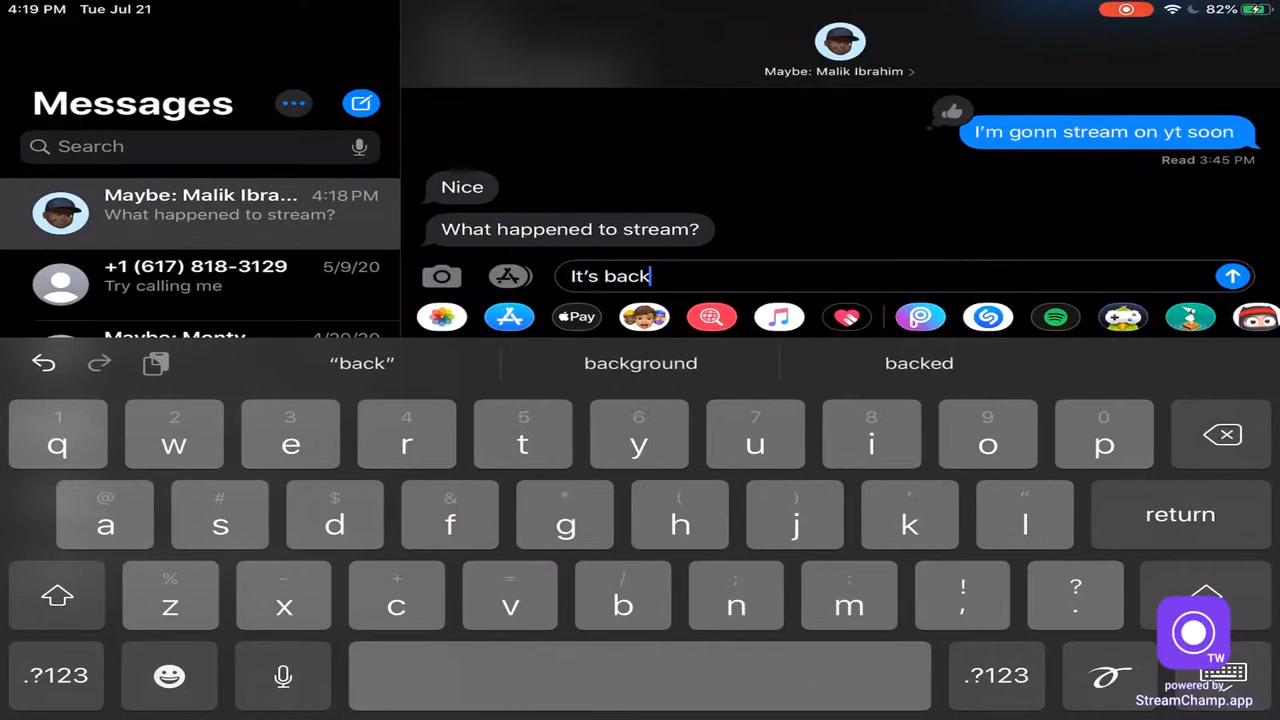 4:19 PM Tue Jul 21
82%
Messages
Search
Maybe: Malik Ibra... 4:18 PM
What happened to stream?
+1 (617) 818-3129 5/9/20
Try calling me
Maybe: Monty
Maybe: Malik Ibrahim >
I'm gonn stream on yt soon
Read 3:45 PM
Nice
What happened to stream?
It's back
Pay
“back” background backed
1 2 3 4 5 6 7 8 9 0
q w e r t y u i o p
@ # $ & * ( ) ‘ “
a s d f g h j k l return
% - + = / ; : ! ?
z x c v b n m , .
.?123 .?123
TW
powered by
StreamChamp.app